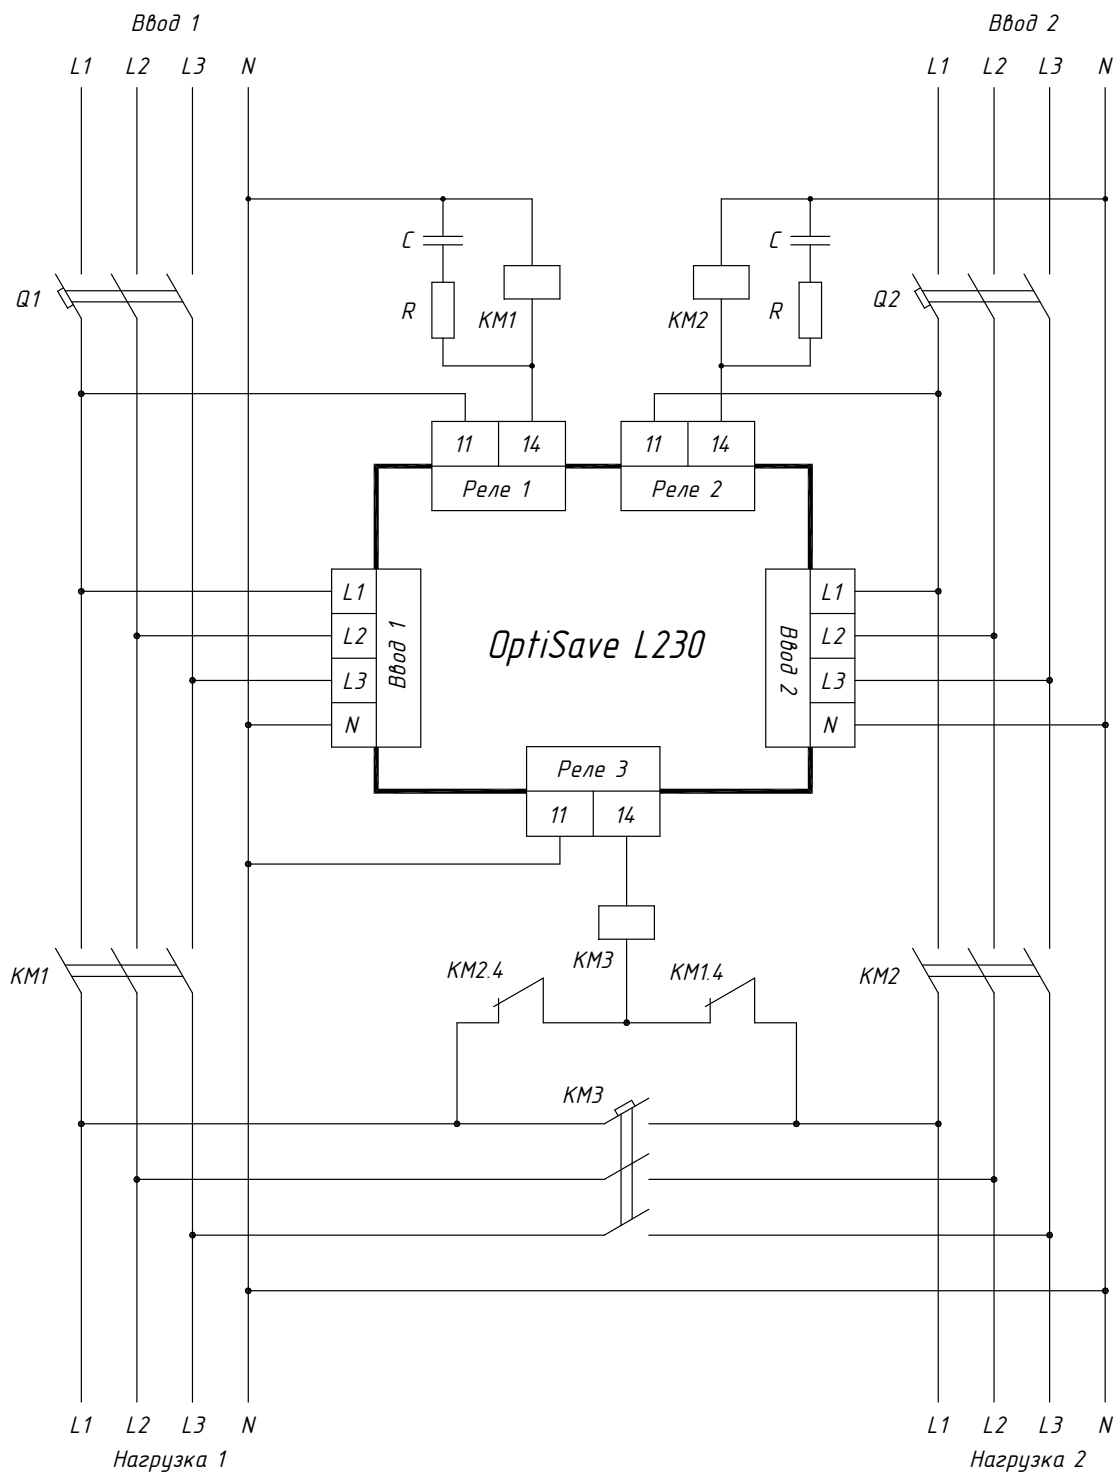 Ввод 1 Ввод 2
L1 L2 L3 N L1 L2 L3 N
C C
Q1 R KM1 KM2 R Q2
11 14 11 14
Реле 1 Реле 2
L1 L1
L2 L2
L3 L3
N N
Ввод 1
OptiSave L230
Ввод 2
Реле 3
11 14
KM3
KM2.4 KM1.4
KM1 KM2
KM3
L1 L2 L3 N L1 L2 L3 N
Нагрузка 1 Нагрузка 2